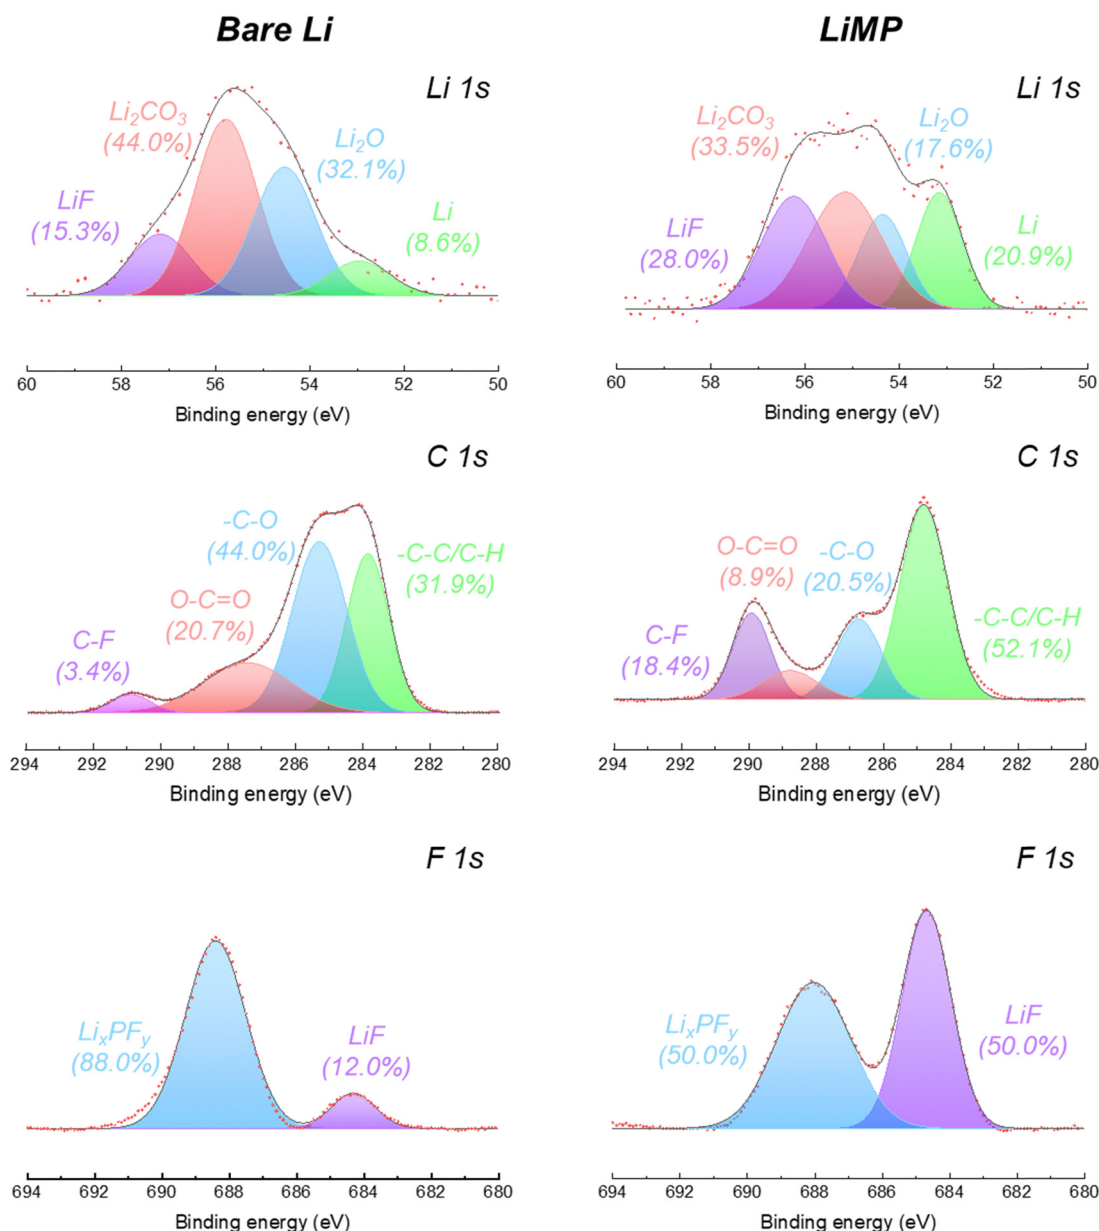 Bare Li
LiMP
Li 1s
Li₂CO₃
(44.0%)
Li₂O
(32.1%)
LiF
(15.3%)
Li
(8.6%)
60 58 56 54 52 50
Binding energy (eV)
Li 1s
Li₂CO₃
(33.5%)
Li₂O
(17.6%)
LiF
(28.0%)
Li
(20.9%)
60 58 56 54 52 50
Binding energy (eV)
C 1s
-C-O
(44.0%)
-C-C/C-H
(31.9%)
O-C=O
(20.7%)
C-F
(3.4%)
294 292 290 288 286 284 282 280
Binding energy (eV)
C 1s
O-C=O
(8.9%)
-C-O
(20.5%)
-C-C/C-H
(52.1%)
C-F
(18.4%)
294 292 290 288 286 284 282 280
Binding energy (eV)
F 1s
LiₓPFᵧ
(88.0%)
LiF
(12.0%)
694 692 690 688 686 684 682 680
Binding energy (eV)
F 1s
LiₓPFᵧ
(50.0%)
LiF
(50.0%)
694 692 690 688 686 684 682 680
Binding energy (eV)